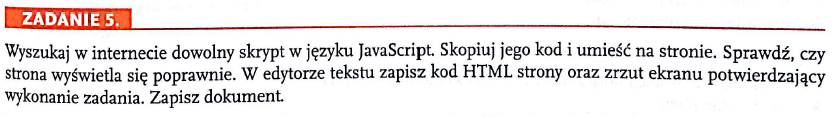 ZADANIE 5.
Wyszukaj w internecie dowolny skrypt w języku JavaScript. Skopiuj jego kod i umieść na stronie. Sprawdź, czy
strona wyświetla się poprawnie. W edytorze tekstu zapisz kod HTML strony oraz zrzut ekranu potwierdzający
wykonanie zadania. Zapisz dokument.